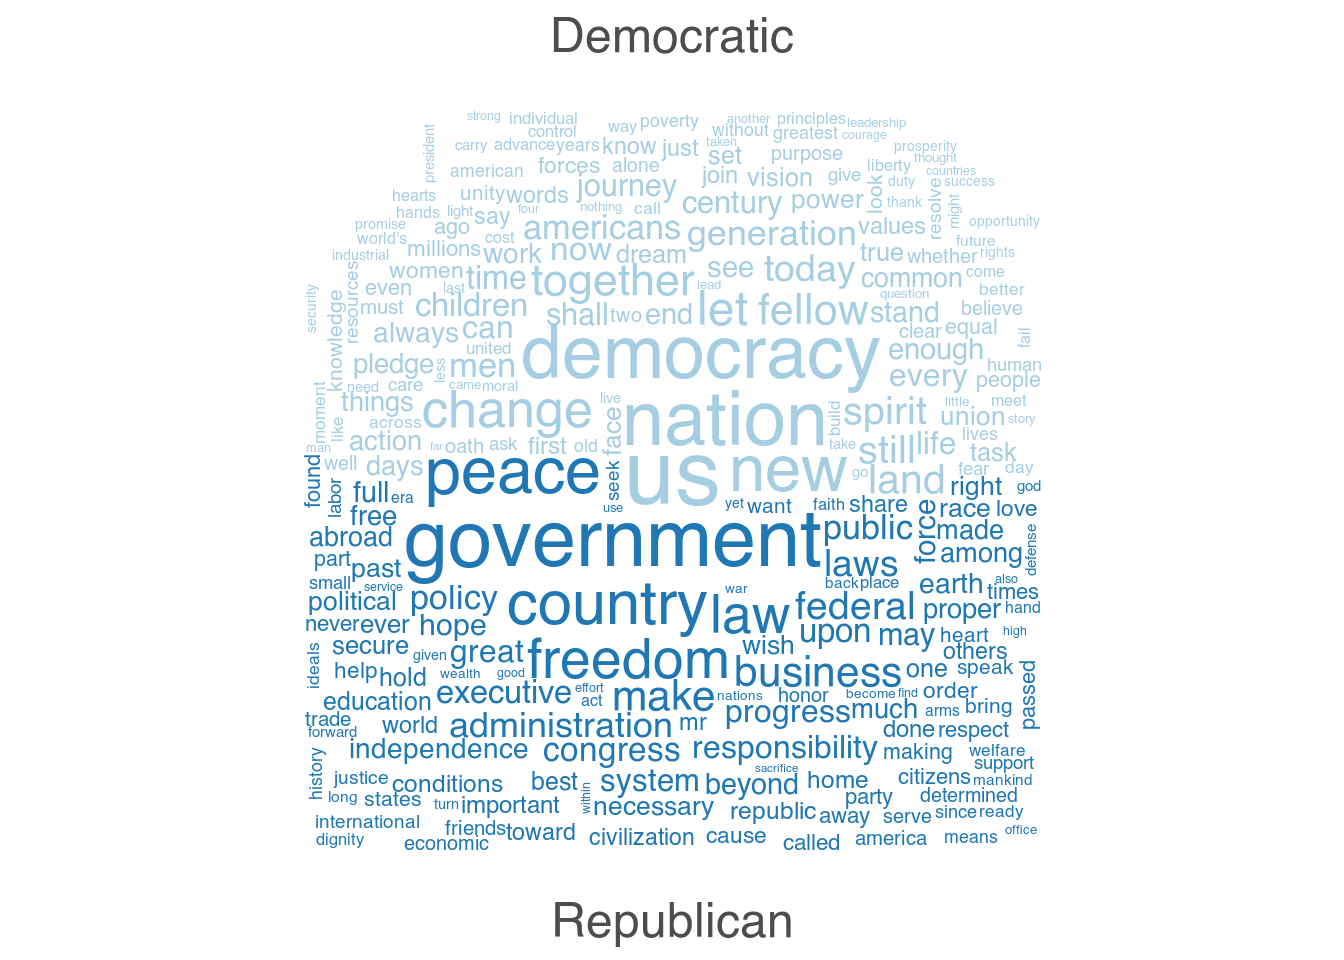 Democratic
strong individual way poverty another principles leadership
control without greatest courage
president carry advance years know just taken set purpose prosperity
american forces alone join vision give liberty thought countries
hearts unity words journey century power look duty success
hands light say four nothing call thank resolve might opportunity
promise ago americans generation values
world's millions cost work now dream see true whether future rights
industrial women time together lead today common come
security resources even last question better
knowledge must children shall two end let fellow stand believe
always can clear equal fail
united democracy enough
pledge less men every human people
moment need care came moral
things change live nation build spirit little meet
like across face union story
man action far oath ask first old take still life lives task
well days us new go land fear day
found peace seek right god
labor full era use yet want faith share race love
free government public force made
abroad laws among defense
part past
small service war back place earth also times
political policy country law federal proper hand
never ever hope upon may heart high
ideals secure given great freedom wish others
help hold wealth good business one speak passed
education executive effort act make nations honor become find order
trade administration mr progress much arms bring
forward world done respect
history independence congress responsibility making welfare
support
justice conditions best system sacrifice beyond home citizens mankind
long states turn important within necessary republic party determined
international friends toward away serve since ready
dignity economic civilization cause called america means office
Republican